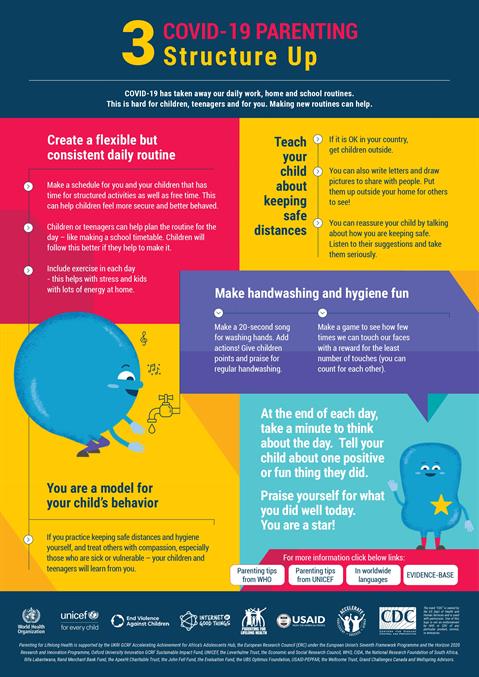 3 COVID-19 PARENTING
Structure Up
COVID-19 has taken away our daily work, home and school routines.
This is hard for children, teenagers and for you. Making new routines can help.
Create a flexible but
consistent daily routine
Make a schedule for you and your children that has
time for structured activities as well as free time. This
can help children feel more secure and better behaved.
Children or teenagers can help plan the routine for the
day – like making a school timetable. Children will
follow this better if they help to make it.
Include exercise in each day
- this helps with stress and kids
with lots of energy at home.
Teach
your
child
about
keeping
safe
distances
If it is OK in your country,
get children outside.
You can also write letters and draw
pictures to share with people. Put
them up outside your home for others
to see!
You can reassure your child by talking
about how you are keeping safe.
Listen to their suggestions and take
them seriously.
Make handwashing and hygiene fun
Make a 20-second song
for washing hands. Add
actions! Give children
points and praise for
regular handwashing.
Make a game to see how few
times we can touch our faces
with a reward for the least
number of touches (you can
count for each other).
You are a model for
your child's behavior
If you practice keeping safe distances and hygiene
yourself, and treat others with compassion, especially
those who are sick or vulnerable – your children and
teenagers will learn from you.
At the end of each day,
take a minute to think
about the day. Tell your
child about one positive
or fun thing they did.
Praise yourself for what
you did well today.
You are a star!
For more information click below links:
Parenting tips
from WHO
Parenting tips
from UNICEF
In worldwide
languages
EVIDENCE-BASE
World Health
Organization
unicef
for every child
End Violence
Against Children
INTERNET OF
GOOD THINGS
PARENTING FOR
LIFELONG HEALTH
USAID
FROM THE AMERICAN PEOPLE
ACCELERATE
CDC
Parenting for Lifelong Health is supported by the UKRI GCRF Accelerating Achievement for Africa's Adolescents Hub, the European Research Council (ERC) under the European Union's Seventh Framework Programme and the Horizon 2020
Research and Innovation Programme, Oxford University Innovation GCRF Sustainable Impact Fund, UNICEF, the Leverhulme Trust, the Economic and Social Research Council, WHO, CIDA, the National Research Foundation of South Africa,
Ilifa Labantwana, Rand Merchant Bank Fund, the Apexhi Charitable Trust, the John Fell Fund, the Evaluation Fund, the UBS Optimus Foundation, USAID-PEPFAR, the Wellcome Trust, Grand Challenges Canada and Wellspring Advisors.